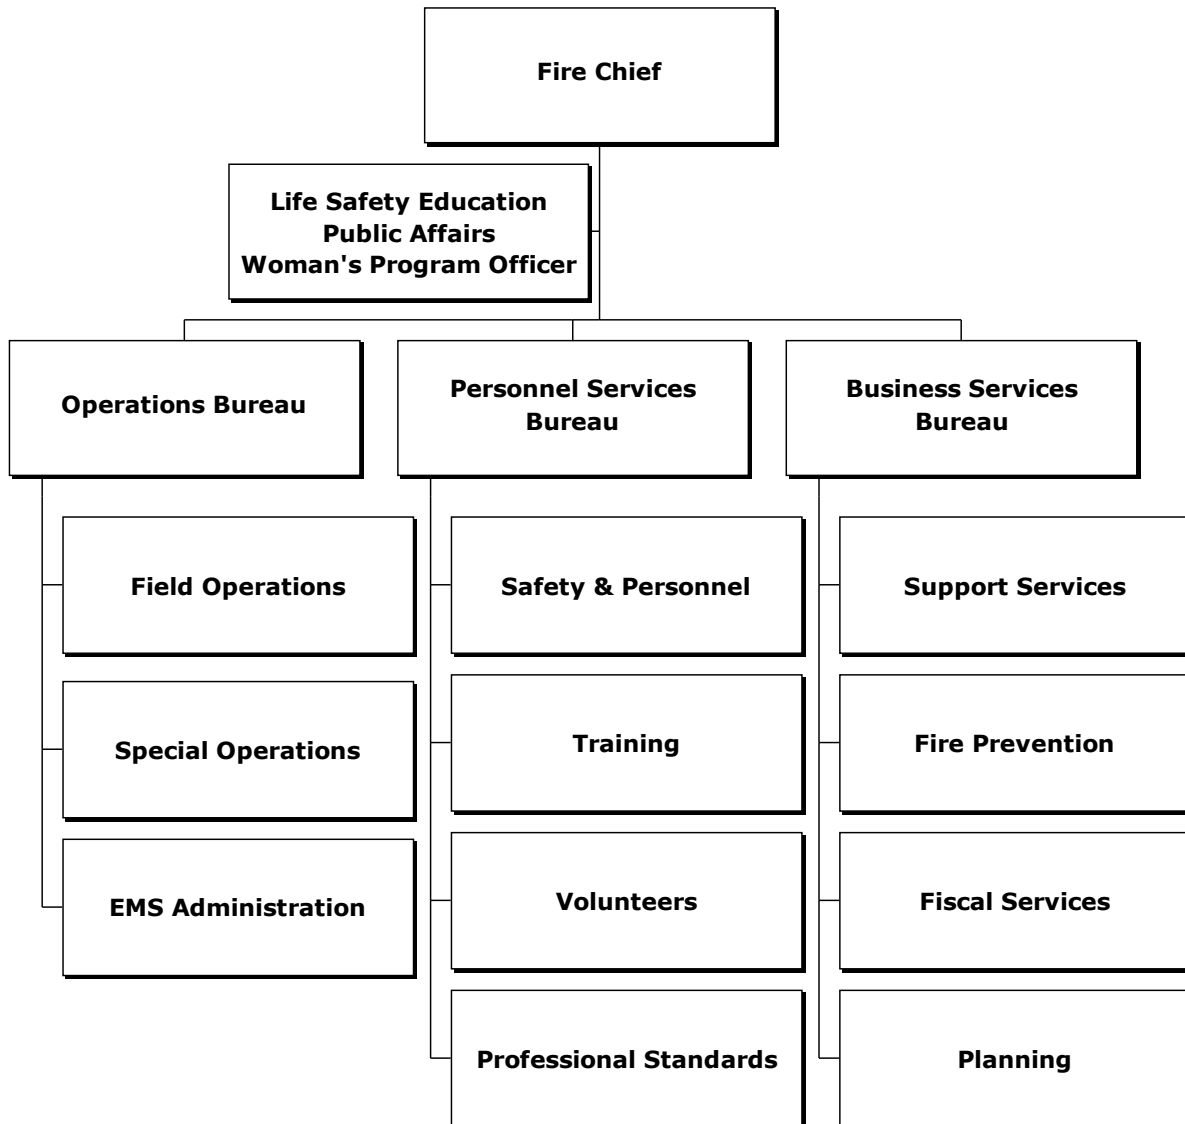 Fire Chief
Life Safety Education
Public Affairs
Woman's Program Officer
Operations Bureau
Personnel Services
Bureau
Business Services
Bureau
Field Operations
Safety & Personnel
Support Services
Special Operations
Training
Fire Prevention
EMS Administration
Volunteers
Fiscal Services
Professional Standards
Planning